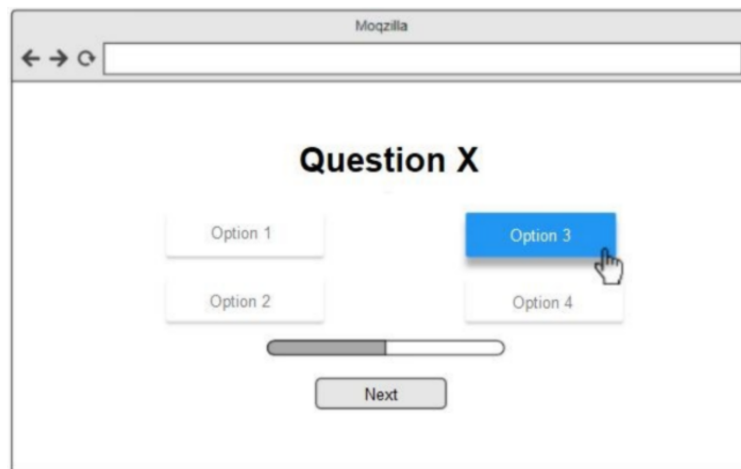 Moqzilla
Question X
Option 1
Option 3
Option 2
Option 4
Next